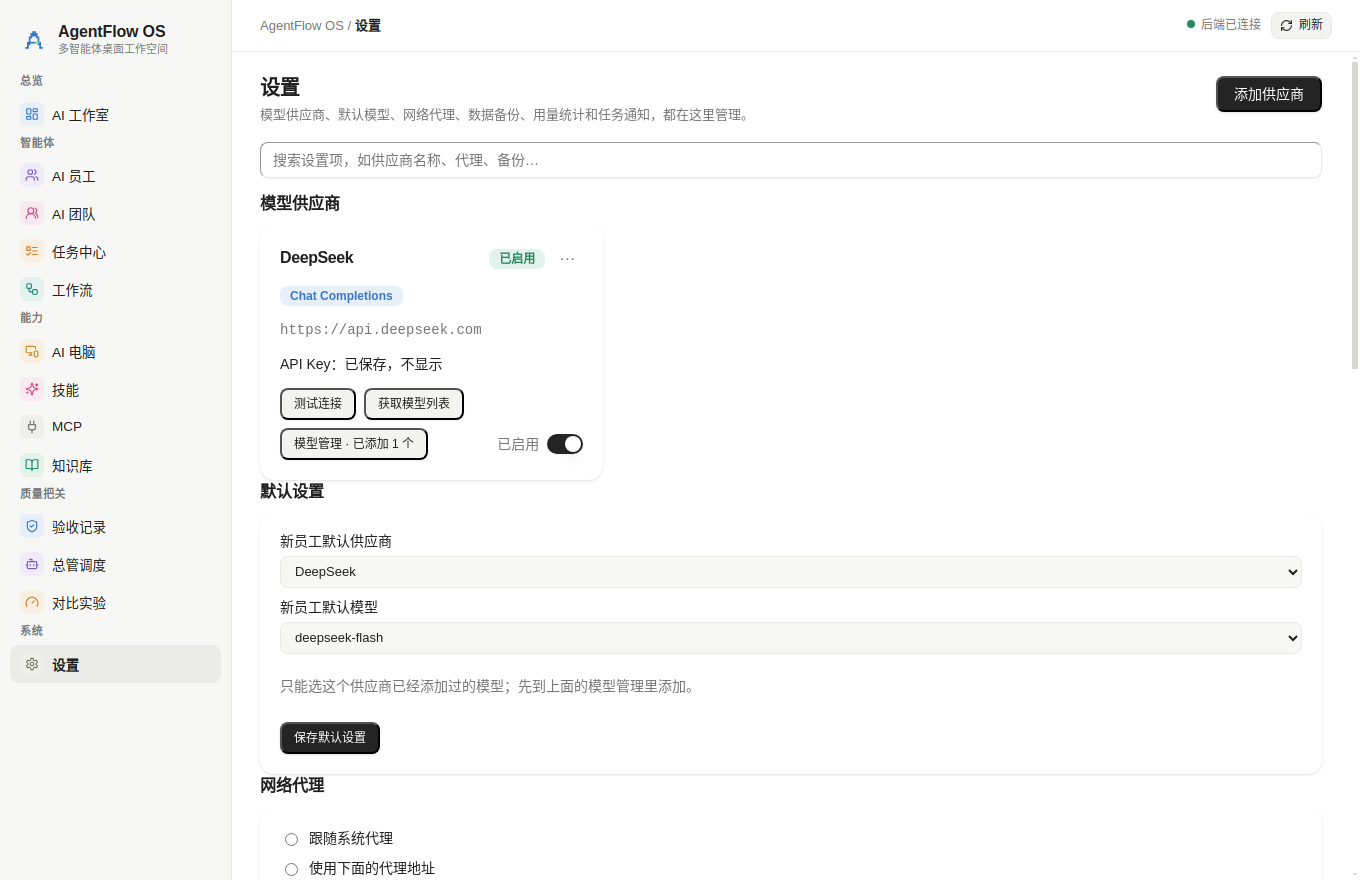 AgentFlow OS
多智能体桌面工作空间
总览
AI 工作室
智能体
AI 员工
AI 团队
任务中心
工作流
能力
AI 电脑
技能
MCP
知识库
质量把关
验收记录
总管调度
对比实验
系统
设置
AgentFlow OS / 设置
后端已连接
刷新
设置
模型供应商、默认模型、网络代理、数据备份、用量统计和任务通知，都在这里管理。
添加供应商
搜索设置项，如供应商名称、代理、备份…
模型供应商
DeepSeek
已启用
···
Chat Completions
https://api.deepseek.com
API Key：已保存，不显示
测试连接
获取模型列表
模型管理 · 已添加 1 个
已启用
默认设置
新员工默认供应商
DeepSeek
新员工默认模型
deepseek-flash
只能选这个供应商已经添加过的模型；先到上面的模型管理里添加。
保存默认设置
网络代理
跟随系统代理
使用下面的代理地址